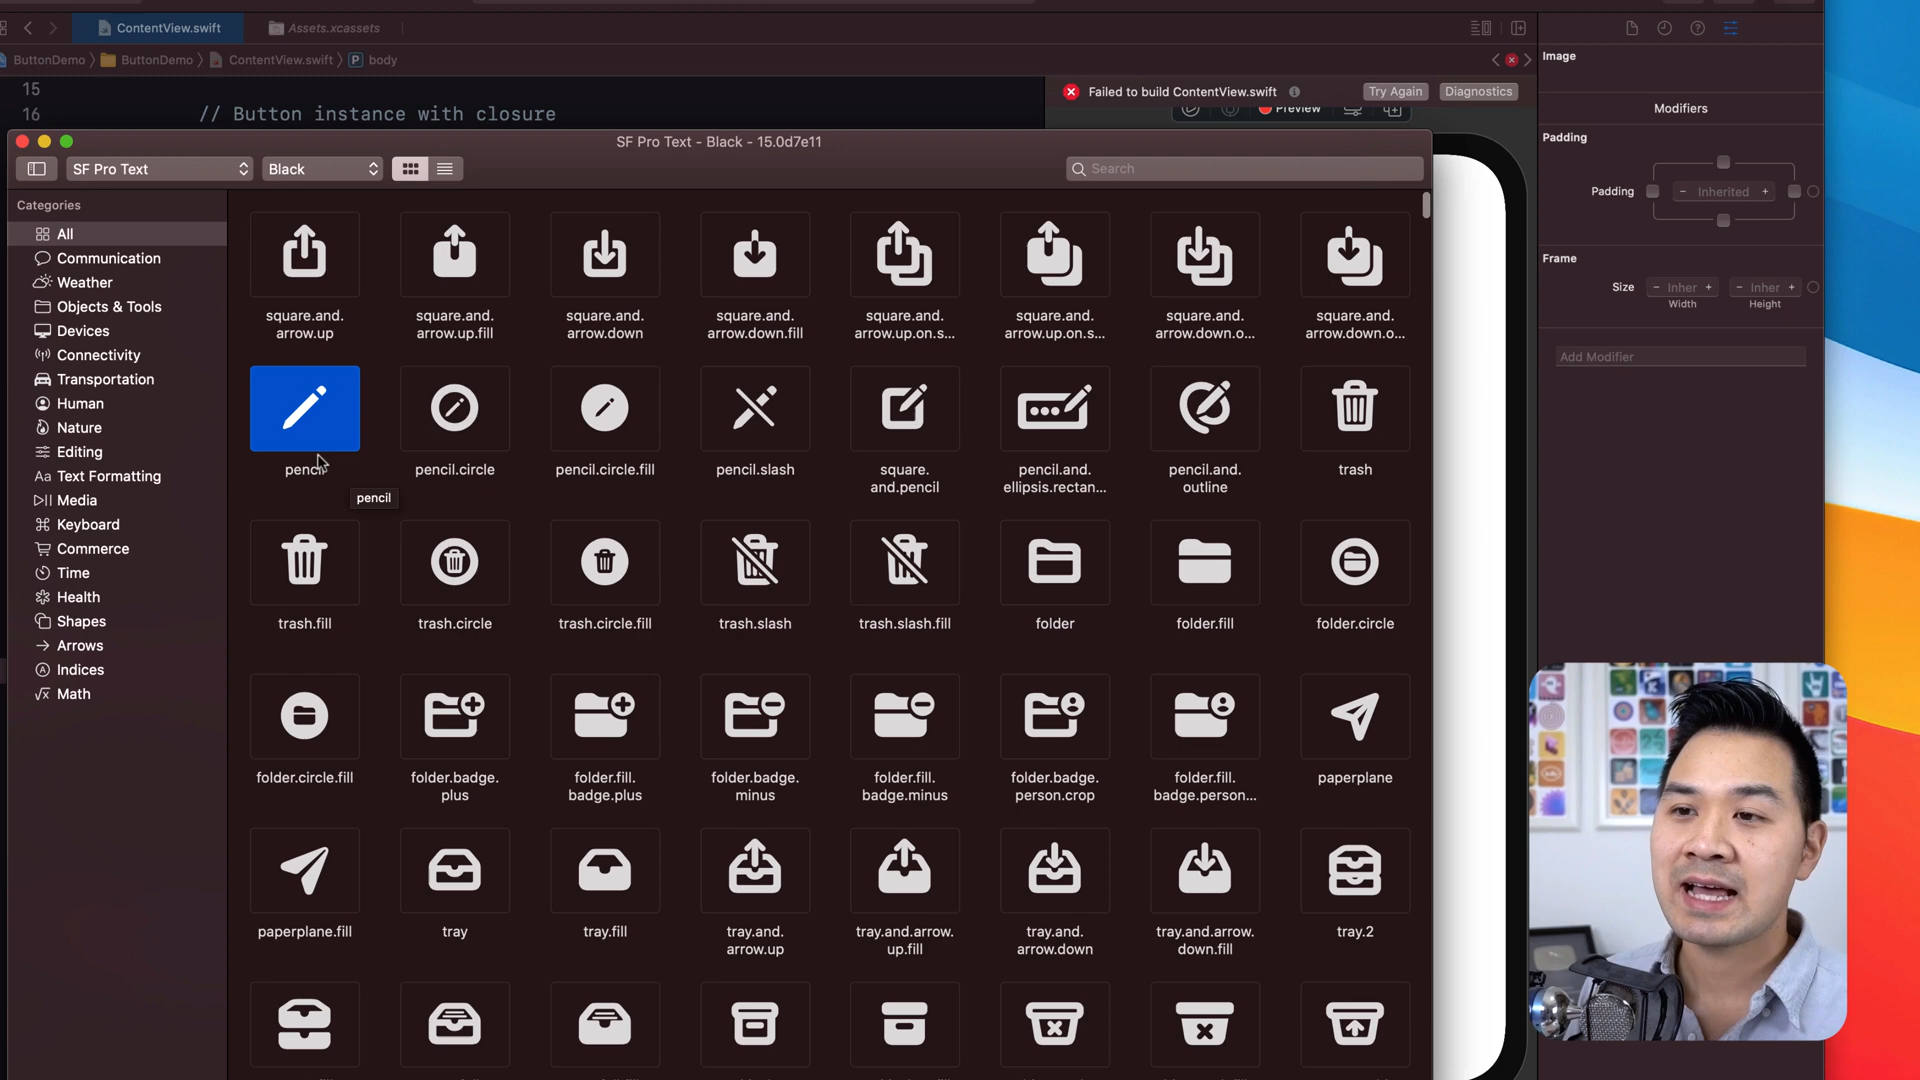 ContentView.swift
Assets.xcassets
ButtonDemo
ButtonDemo
ContentView.swift
P body
Image
15
16
// Button instance with closure
Failed to build ContentView.swift
Try Again
Diagnostics
Preview
Modifiers
Padding
Padding
Inherited
Frame
Size
Inher
Inher
Width
Height
Add Modifier
SF Pro Text - Black - 15.0d7e11
SF Pro Text
Black
Search
Categories
All
Communication
Weather
Objects & Tools
Devices
Connectivity
Transportation
Human
Nature
Editing
Aa Text Formatting
Media
Keyboard
Commerce
Time
Health
Shapes
Arrows
Indices
Math
square.and.
arrow.up
square.and.
arrow.up.fill
square.and.
arrow.down
square.and.
arrow.down.fill
square.and.
arrow.up.on.s...
square.and.
arrow.up.on.s...
square.and.
arrow.down.o...
square.and.
arrow.down.o...
pencil
pencil.circle
pencil.circle.fill
pencil.slash
square.
and.pencil
pencil.and.
ellipsis.rectan...
pencil.and.
outline
trash
pencil
trash.fill
trash.circle
trash.circle.fill
trash.slash
trash.slash.fill
folder
folder.fill
folder.circle
folder.circle.fill
folder.badge.
plus
folder.fill.
badge.plus
folder.badge.
minus
folder.fill.
badge.minus
folder.badge.
person.crop
folder.fill.
badge.person...
paperplane
paperplane.fill
tray
tray.fill
tray.and.
arrow.up
tray.and.arrow.
up.fill
tray.and.
arrow.down
tray.and.arrow.
down.fill
tray.2